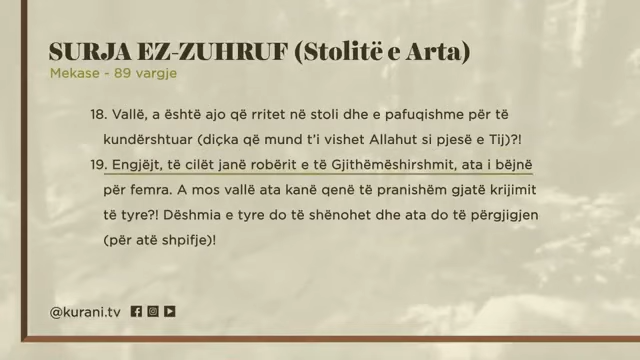 SURJA EZ-ZUHRUF (Stolitë e Arta)
Mekase - 89 vargje
18. Vallë, a është ajo që rritet në stoli dhe e pafuqishme për të
kundërshtuar (diçka që mund t'i vishet Allahut si pjesë e Tij)?!
19. Engjëjt, të cilët janë robërit e të Gjithëmëshirshmit, ata i bëjnë
për femra. A mos vallë ata kanë qenë të pranishëm gjatë krijimit
të tyre?! Dëshmia e tyre do të shënohet dhe ata do të përgjigjen
(për atë shpifje)!
@kurani.tv